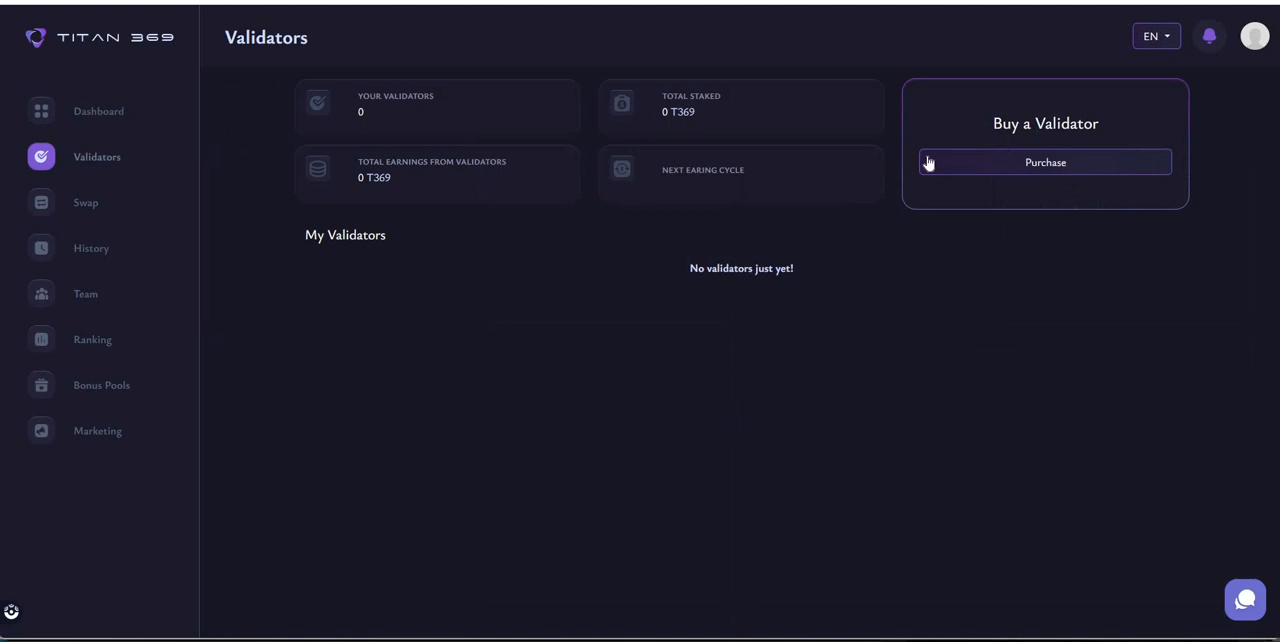 TITAN 369
Validators
EN
Dashboard
Validators
Swap
History
Team
Ranking
Bonus Pools
Marketing
YOUR VALIDATORS
0
TOTAL STAKED
0 T369
TOTAL EARNINGS FROM VALIDATORS
0 T369
NEXT EARING CYCLE
Buy a Validator
Purchase
My Validators
No validators just yet!